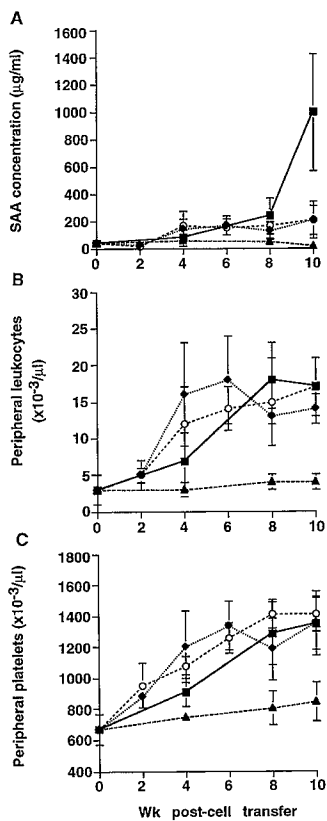 A
SAA concentration (µg/ml)
1600
1400
1200
1000
800
600
400
200
0
0 2 4 6 8 10
B
Peripheral leukocytes
(x10-3/µl)
30
25
20
15
10
5
0
0 2 4 6 8 10
C
Peripheral platelets (x10-3/µl)
1800
1600
1400
1200
1000
800
600
400
0 2 4 6 8 10
Wk post-cell transfer